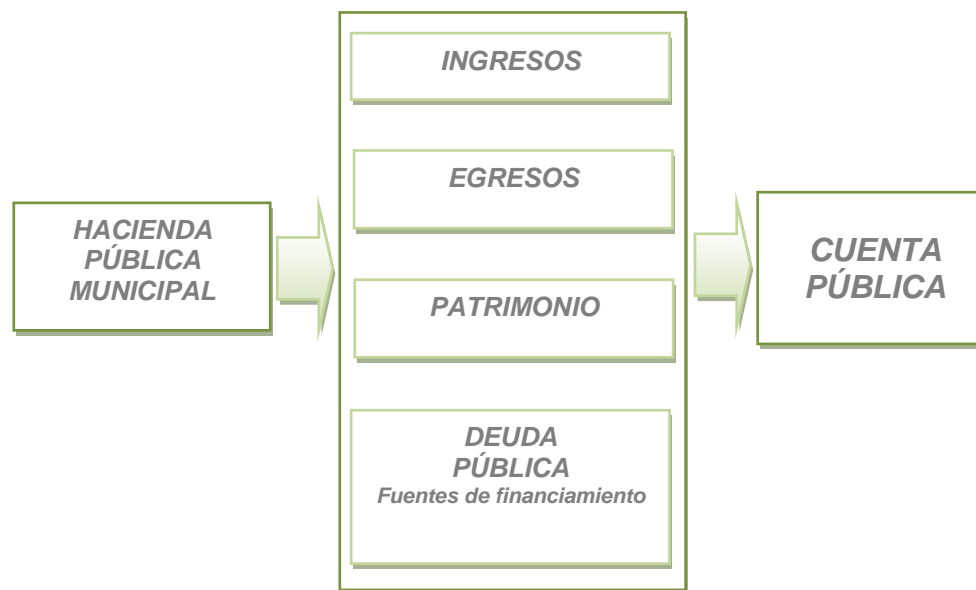 HACIENDA
PÚBLICA
MUNICIPAL
INGRESOS
EGRESOS
PATRIMONIO
DEUDA
PÚBLICA
Fuentes de financiamiento
CUENTA
PÚBLICA